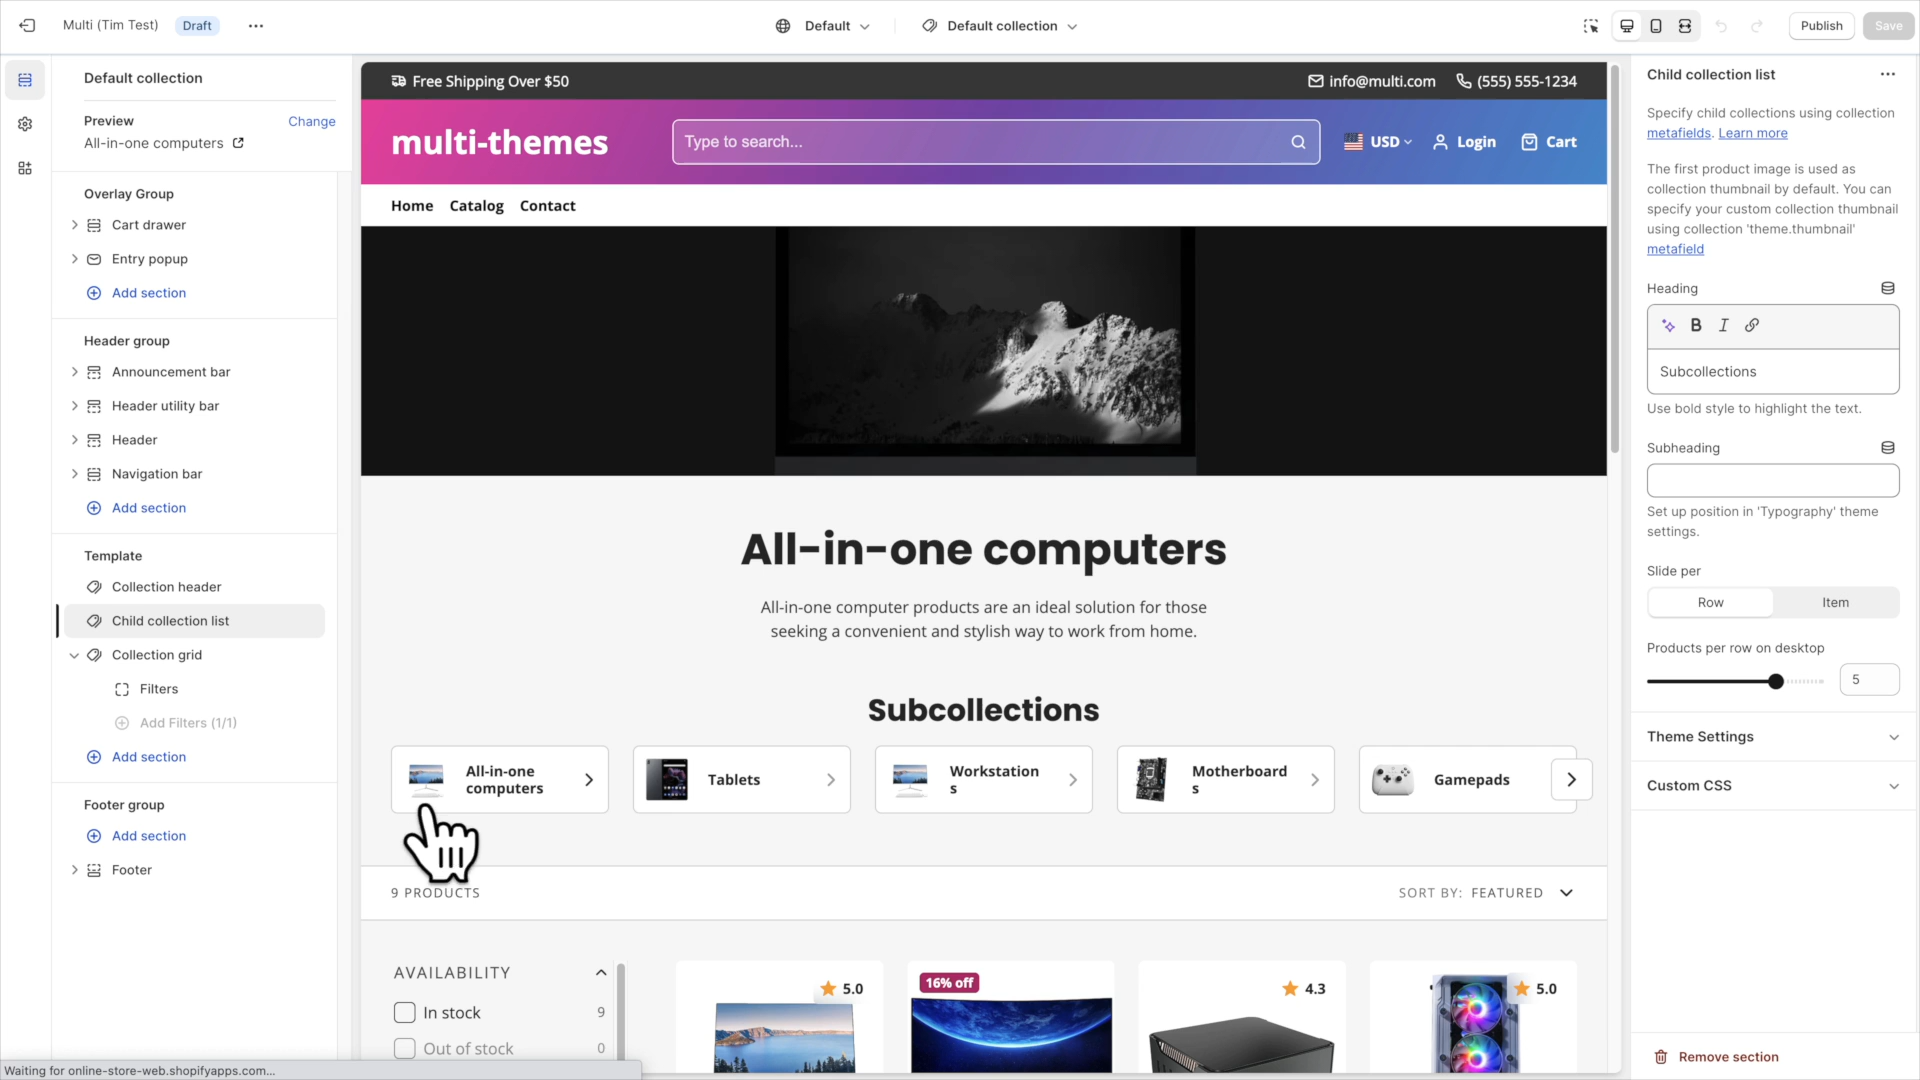 Multi (Tim Test)
Draft
Default
Default collection
Publish
Save
Default collection
Preview
Change
All-in-one computers
Overlay Group
Cart drawer
Entry popup
Add section
Header group
Announcement bar
Header utility bar
Header
Navigation bar
Add section
Template
Collection header
Child collection list
Collection grid
Filters
Add Filters (1/1)
Add section
Footer group
Add section
Footer
Waiting for online-store-web.shopifyapps.com...
Free Shipping Over $50
info@multi.com
(555) 555-1234
multi-themes
Type to search...
USD
Login
Cart
Home
Catalog
Contact
All-in-one computers
All-in-one computer products are an ideal solution for those
seeking a convenient and stylish way to work from home.
Subcollections
All-in-one
computers
Tablets
Workstation
s
Motherboard
s
Gamepads
9 PRODUCTS
SORT BY: FEATURED
AVAILABILITY
In stock
9
Out of stock
0
5.0
16% off
4.3
5.0
Child collection list
Specify child collections using collection
metafields. Learn more
The first product image is used as
collection thumbnail by default. You can
specify your custom collection thumbnail
using collection 'theme.thumbnail'
metafield
Heading
B I
Subcollections
Use bold style to highlight the text.
Subheading
Set up position in 'Typography' theme
settings.
Slide per
Row
Item
Products per row on desktop
5
Theme Settings
Custom CSS
Remove section